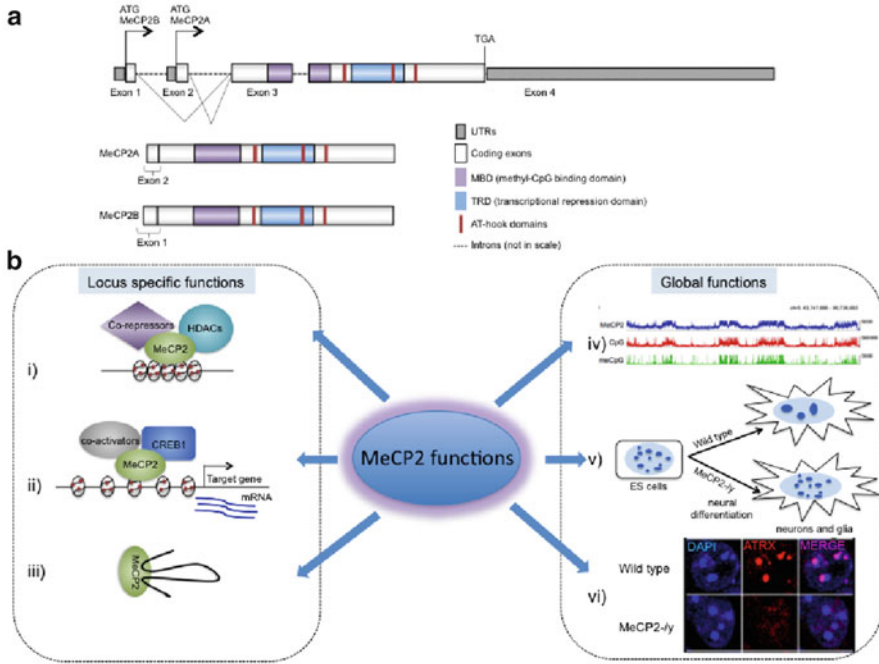 a
ATG
MeCP2B
ATG
MeCP2A
TGA
Exon 1
Exon 2
Exon 3
Exon 4
MeCP2A
Exon 2
MeCP2B
Exon 1
UTRs
Coding exons
MBD (methyl-CpG binding domain)
TRD (transcriptional repression domain)
AT-hook domains
Introns (not in scale)
b
Locus specific functions
i)
Co-repressors
HDACs
MeCP2
ii)
co-activators
CREB1
MeCP2
Target gene
mRNA
iii)
MeCP2
MeCP2 functions
Global functions
iv)
MeCP2
CpG
meCpG
v)
ES cells
Wild type
MeCP2-/y
neural
differentiation
neurons and glia
vi)
DAPI
ATRX
MERGE
Wild type
MeCP2-/y